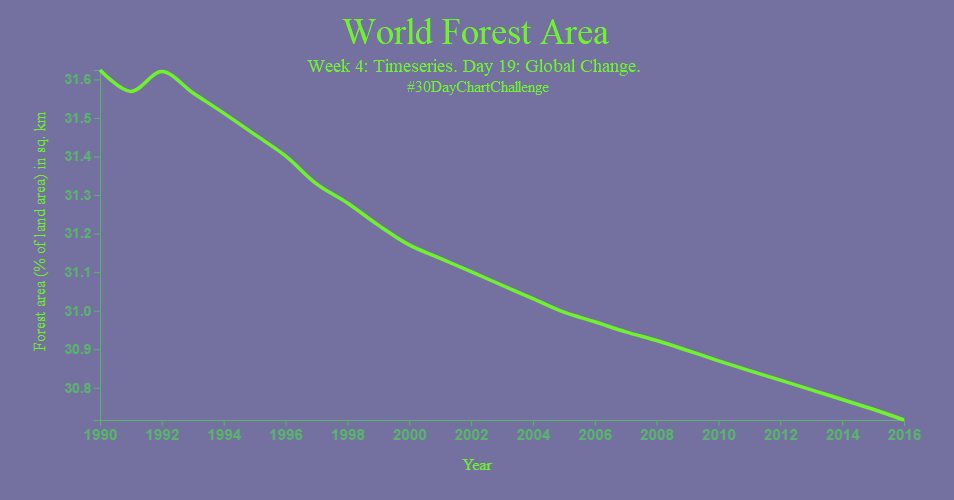 World Forest Area
Week 4: Timeseries. Day 19: Global Change.
#30DayChartChallenge
Forest area (% of land area) in sq. km
31.6
31.5
31.4
31.3
31.2
31.1
31.0
30.9
30.8
1990 1992 1994 1996 1998 2000 2002 2004 2006 2008 2010 2012 2014 2016
Year